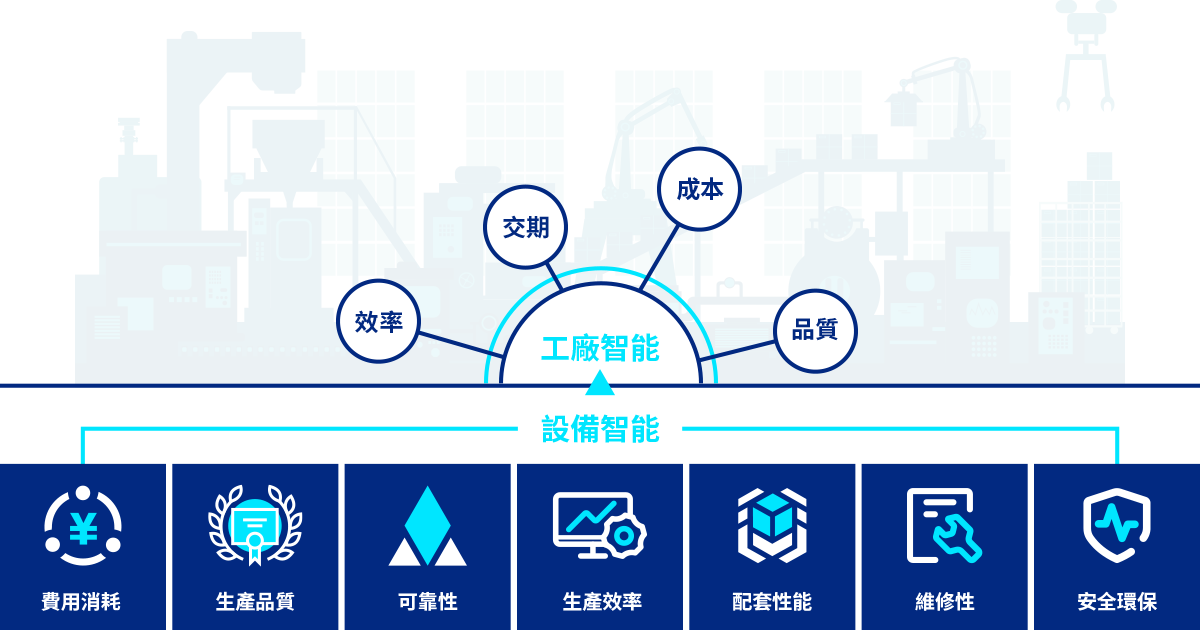 成本
交期
效率
品質
工廠智能
設備智能
¥
費用消耗
生產品質
可靠性
生產效率
配套性能
維修性
安全環保